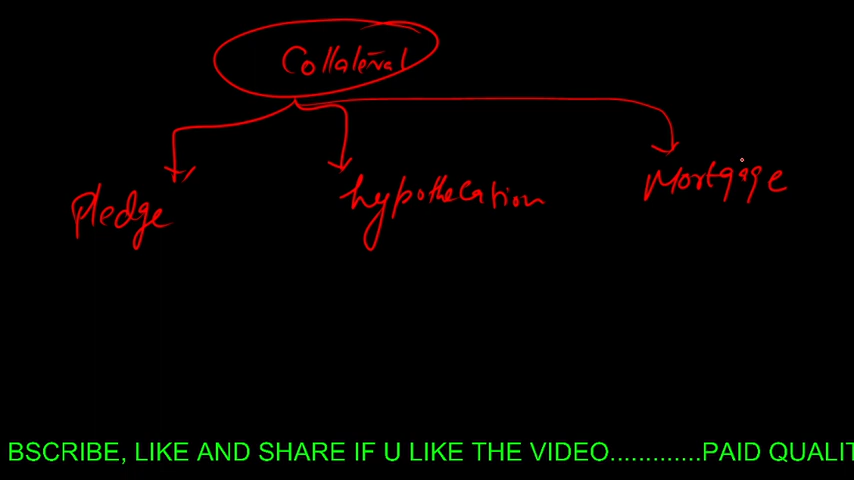 Collateral
Pledge
hypothecation
Mortgage
BSCRIBE, LIKE AND SHARE IF U LIKE THE VIDEO.............PAID QUALIT